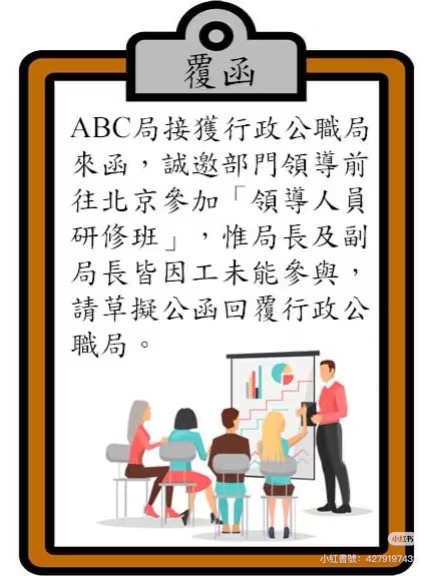 覆函
ABC局接獲行政公職局
來函，誠邀部門領導前
往北京參加「領導人員
研修班」，惟局長及副
局長皆因工未能參與，
請草擬公函回覆行政公
職局。
小紅書號：427919743